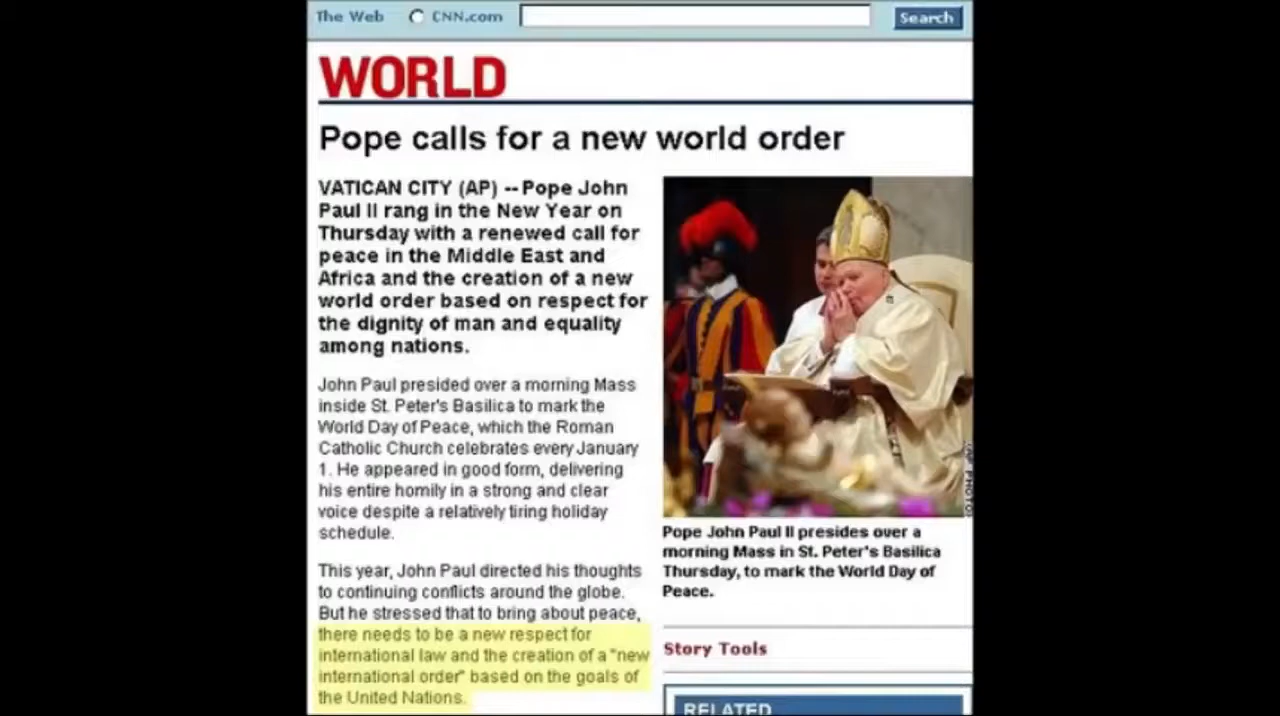 The Web CNN.com Search
WORLD
Pope calls for a new world order
VATICAN CITY (AP) -- Pope John
Paul II rang in the New Year on
Thursday with a renewed call for
peace in the Middle East and
Africa and the creation of a new
world order based on respect for
the dignity of man and equality
among nations.
John Paul presided over a morning Mass
inside St. Peter's Basilica to mark the
World Day of Peace, which the Roman
Catholic Church celebrates every January
1. He appeared in good form, delivering
his entire homily in a strong and clear
voice despite a relatively tiring holiday
schedule.
This year, John Paul directed his thoughts
to continuing conflicts around the globe.
But he stressed that to bring about peace,
there needs to be a new respect for
international law and the creation of a "new
international order" based on the goals of
the United Nations.
AP PHOTO
Pope John Paul II presides over a
morning Mass in St. Peter's Basilica
Thursday, to mark the World Day of
Peace.
Story Tools
RELATED